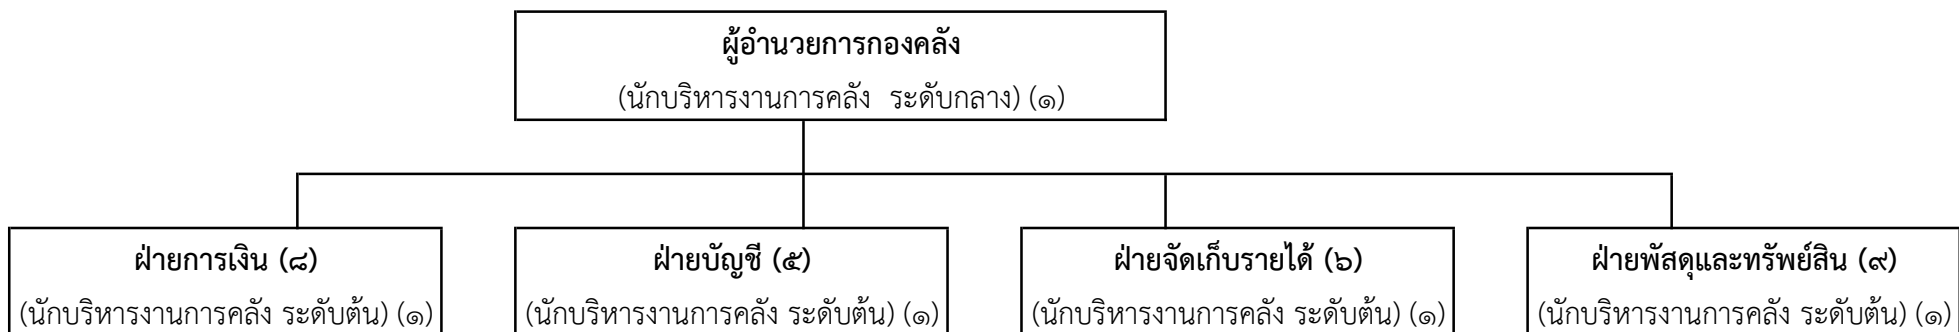 ผู้อำนวยการกองคลัง
(นักบริหารงานการคลัง ระดับกลาง) (๑)
ฝ่ายการเงิน (๘)
(นักบริหารงานการคลัง ระดับต้น) (๑)
ฝ่ายบัญชี (๕)
(นักบริหารงานการคลัง ระดับต้น) (๑)
ฝ่ายจัดเก็บรายได้ (๖)
(นักบริหารงานการคลัง ระดับต้น) (๑)
ฝ่ายพัสดุและทรัพย์สิน (๙)
(นักบริหารงานการคลัง ระดับต้น) (๑)